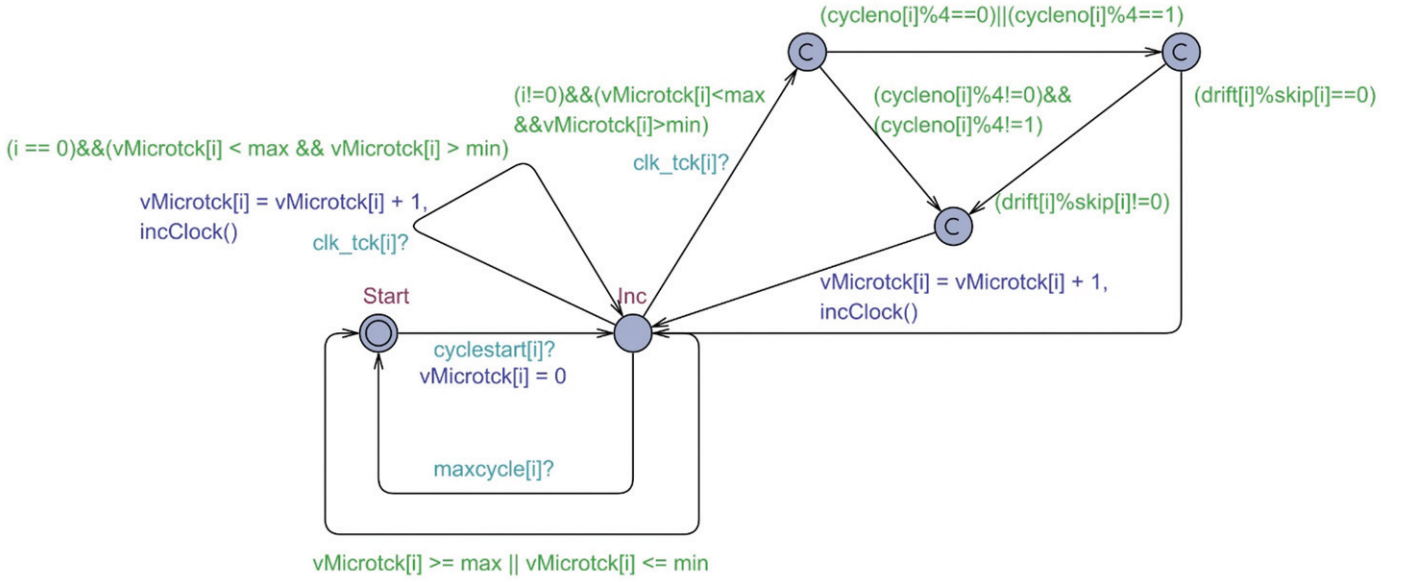 (cycleno[i]%4==0)||(cycleno[i]%4==1)
C
C
(i!=0)&&(vMicrotck[i]<max
&&vMicrotck[i]>min)
clk_tck[i]?
(cycleno[i]%4!=0)&&
(cycleno[i]%4!=1)
(drift[i]%skip[i]==0)
(i == 0)&&(vMicrotck[i] < max && vMicrotck[i] > min)
vMicrotck[i] = vMicrotck[i] + 1,
incClock()
clk_tck[i]?
C
(drift[i]%skip[i]!=0)
vMicrotck[i] = vMicrotck[i] + 1,
incClock()
Start
Inc
cyclestart[i]?
vMicrotck[i] = 0
maxcycle[i]?
vMicrotck[i] >= max || vMicrotck[i] <= min